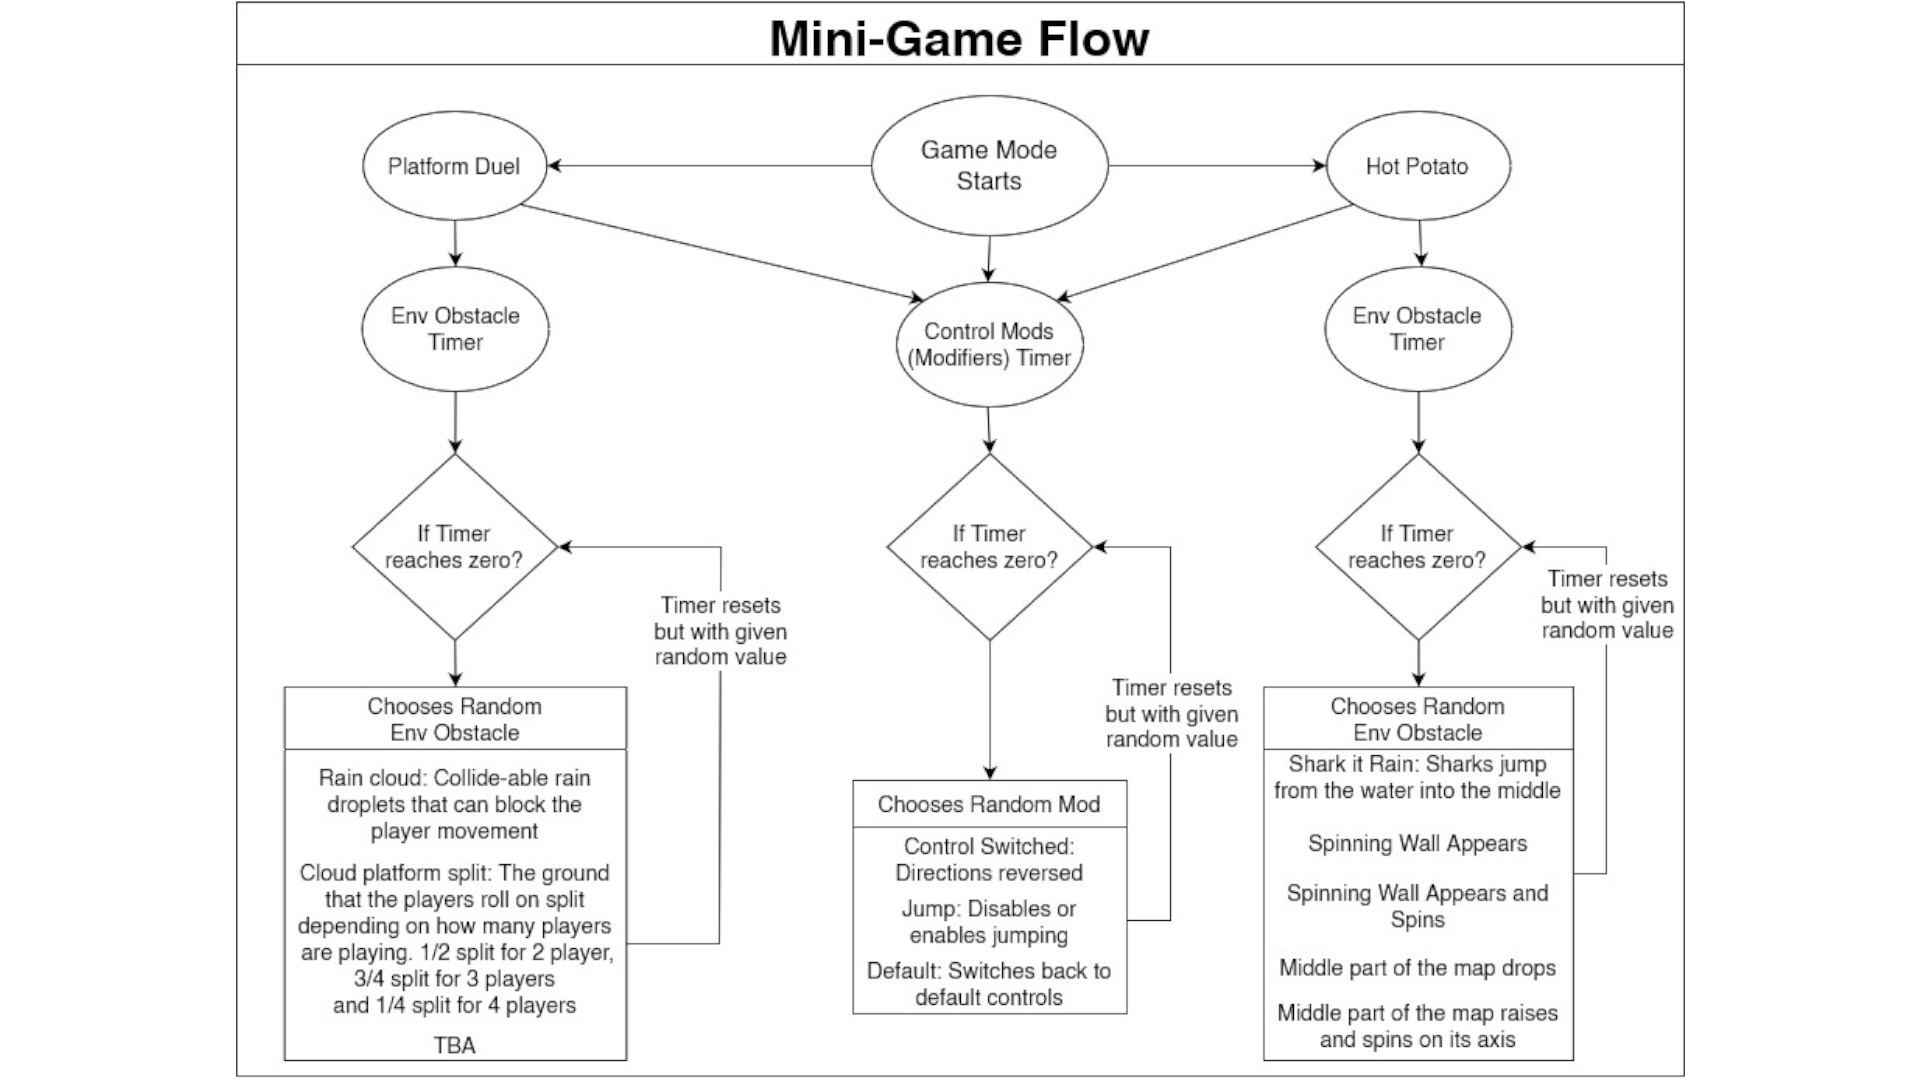 Mini-Game Flow
Platform Duel
Game Mode
Starts
Hot Potato
Env Obstacle
Timer
Control Mods
(Modifiers) Timer
Env Obstacle
Timer
If Timer
reaches zero?
If Timer
reaches zero?
If Timer
reaches zero?
Timer resets
but with given
random value
Timer resets
but with given
random value
Timer resets
but with given
random value
Chooses Random
Env Obstacle
Rain cloud: Collide-able rain
droplets that can block the
player movement
Cloud platform split: The ground
that the players roll on split
depending on how many players
are playing. 1/2 split for 2 player,
3/4 split for 3 players
and 1/4 split for 4 players
TBA
Chooses Random Mod
Control Switched:
Directions reversed
Jump: Disables or
enables jumping
Default: Switches back to
default controls
Chooses Random
Env Obstacle
Shark it Rain: Sharks jump
from the water into the middle
Spinning Wall Appears
Spinning Wall Appears and
Spins
Middle part of the map drops
Middle part of the map raises
and spins on its axis